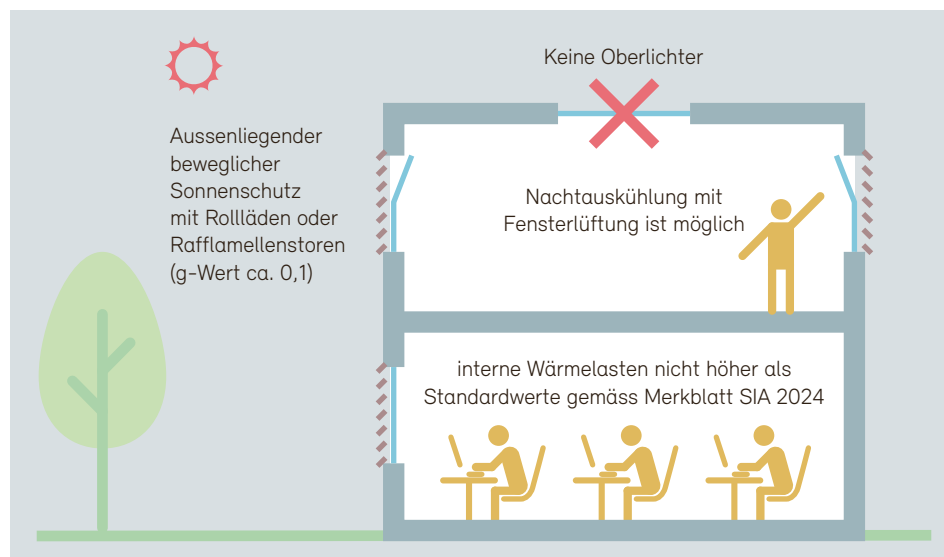 Keine Oberlichter
Aussenliegender
beweglicher
Sonnenschutz
mit Rollläden oder
Rafflamellenstoren
(g-Wert ca. 0,1)
Nachtauskühlung mit
Fensterlüftung ist möglich
interne Wärmelasten nicht höher als
Standardwerte gemäss Merkblatt SIA 2024